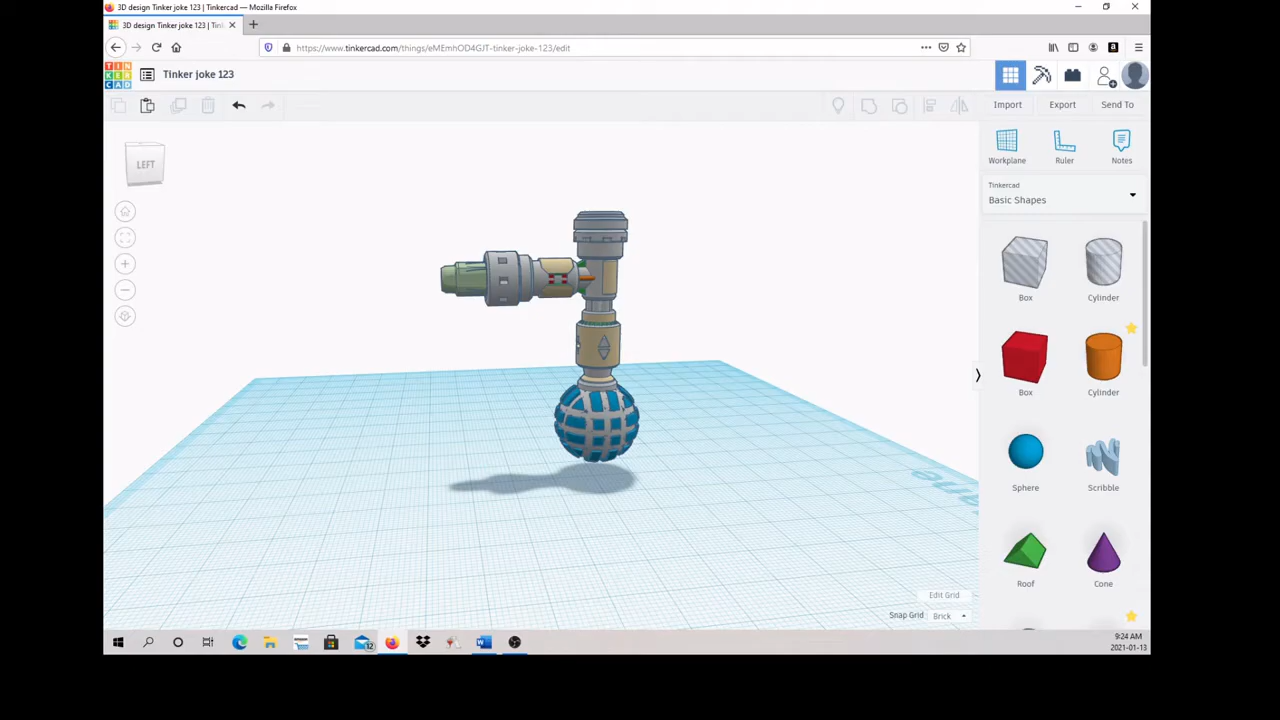 3D design Tinker joke 123 | Tinkercad — Mozilla Firefox
3D design Tinker joke 123 | Tink
https://www.tinkercad.com/things/eMEmhOD4GJT-tinker-joke-123/edit
TIN
KER
CAD
Tinker joke 123
Import
Export
Send To
LEFT
Workplane
Ruler
Notes
Tinkercad
Basic Shapes
Box
Cylinder
Box
Cylinder
Sphere
Scribble
Roof
Cone
Edit Grid
Snap Grid
Brick
12
9:24 AM
2021-01-13